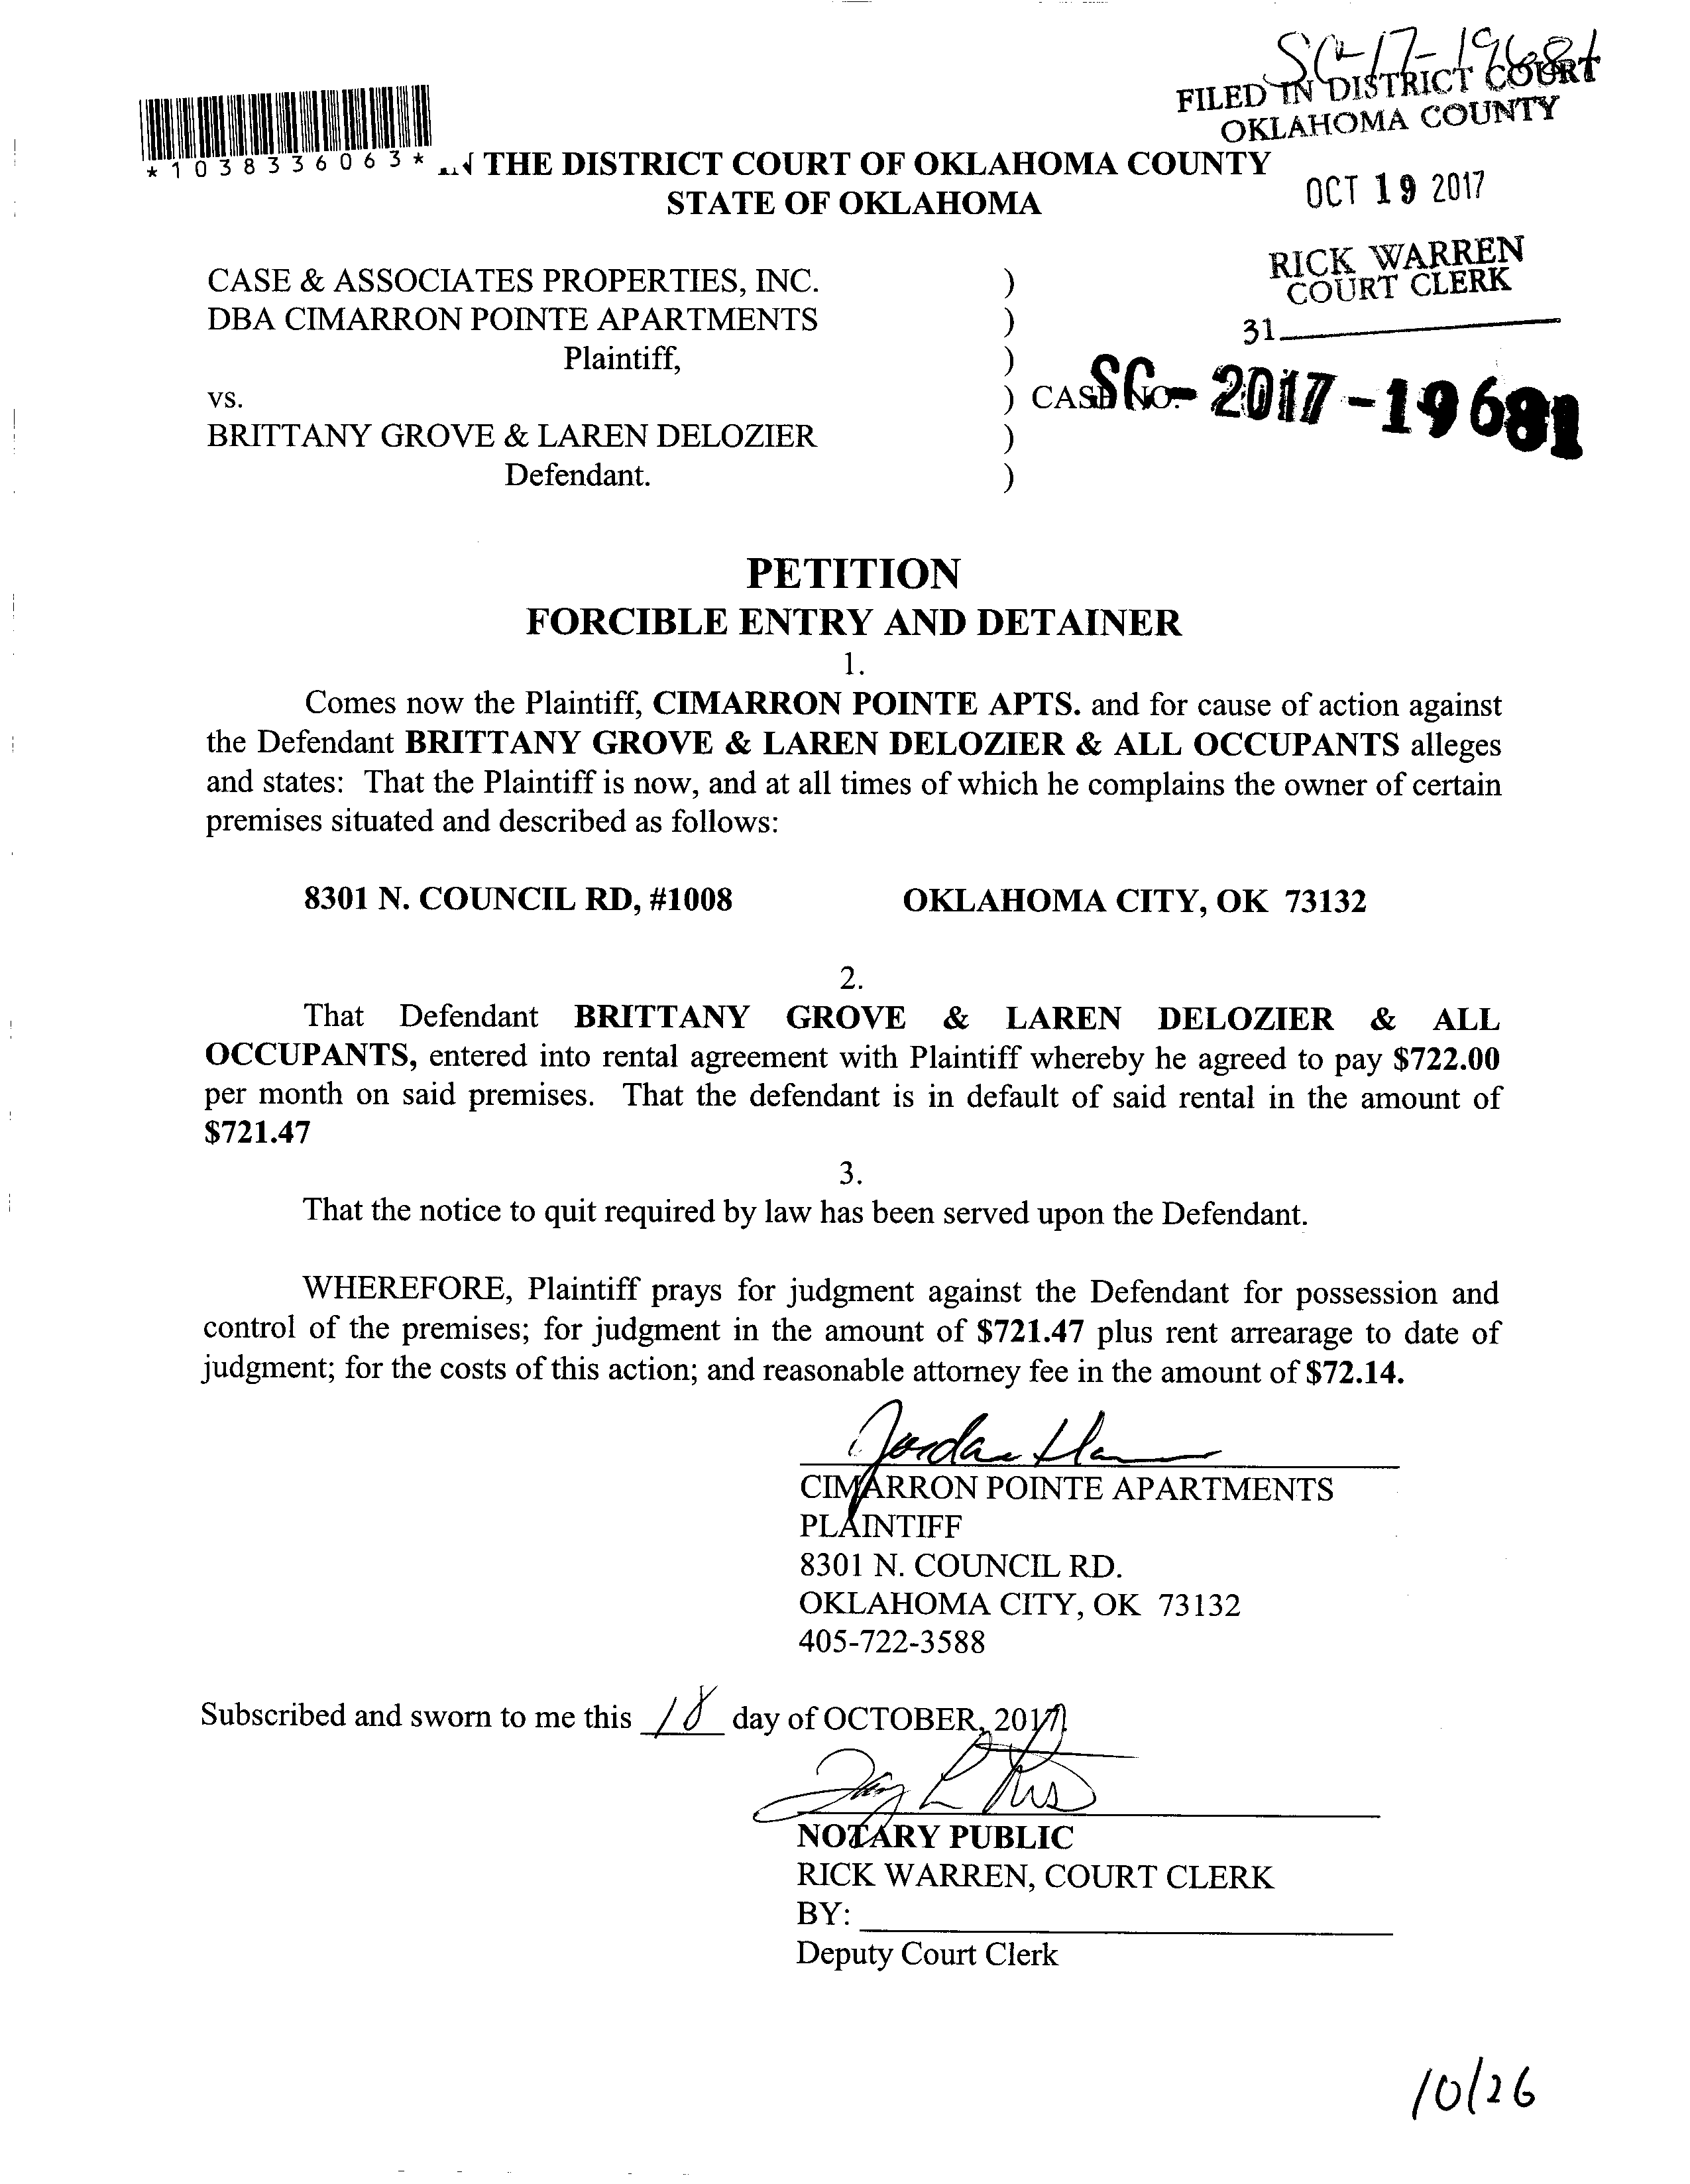 SC-17-19681
FILED IN DISTRICT COURT
OKLAHOMA COUNTY
*1038336063*
THE DISTRICT COURT OF OKLAHOMA COUNTY
STATE OF OKLAHOMA
OCT 19 2017
RICK WARREN
COURT CLERK
31
CASE & ASSOCIATES PROPERTIES, INC. )
DBA CIMARRON POINTE APARTMENTS )
Plaintiff, )
vs. ) CASE NO. SC-2017-19681
BRITTANY GROVE & LAREN DELOZIER )
Defendant. )
PETITION
FORCIBLE ENTRY AND DETAINER
1.
Comes now the Plaintiff, CIMARRON POINTE APTS. and for cause of action against
the Defendant BRITTANY GROVE & LAREN DELOZIER & ALL OCCUPANTS alleges
and states: That the Plaintiff is now, and at all times of which he complains the owner of certain
premises situated and described as follows:
8301 N. COUNCIL RD, #1008 OKLAHOMA CITY, OK 73132
2.
That Defendant BRITTANY GROVE & LAREN DELOZIER & ALL
OCCUPANTS, entered into rental agreement with Plaintiff whereby he agreed to pay $722.00
per month on said premises. That the defendant is in default of said rental in the amount of
$721.47
3.
That the notice to quit required by law has been served upon the Defendant.
WHEREFORE, Plaintiff prays for judgment against the Defendant for possession and
control of the premises; for judgment in the amount of $721.47 plus rent arrearage to date of
judgment; for the costs of this action; and reasonable attorney fee in the amount of $72.14.
CIMARRON POINTE APARTMENTS
PLAINTIFF
8301 N. COUNCIL RD.
OKLAHOMA CITY, OK 73132
405-722-3588
Subscribed and sworn to me this 18 day of OCTOBER, 2017.
NOTARY PUBLIC
RICK WARREN, COURT CLERK
BY:
Deputy Court Clerk
10/26